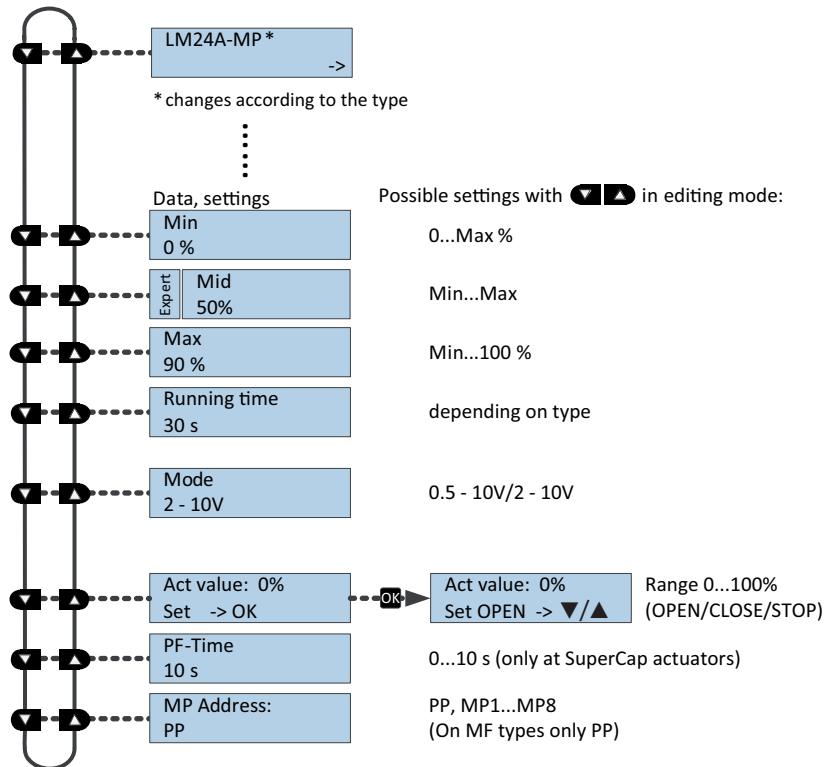 LM24A-MP *
->
* changes according to the type
Data, settings
Possible settings with ▽ △ in editing mode:
Min
0 %
0...Max %
Expert
Mid
50%
Min...Max
Max
90 %
Min...100 %
Running time
30 s
depending on type
Mode
2 - 10V
0.5 - 10V/2 - 10V
Act value: 0%
Set -> OK
OK
Act value: 0%
Set OPEN -> ▼/▲
Range 0...100%
(OPEN/CLOSE/STOP)
PF-Time
10 s
0...10 s (only at SuperCap actuators)
MP Address:
PP
PP, MP1...MP8
(On MF types only PP)